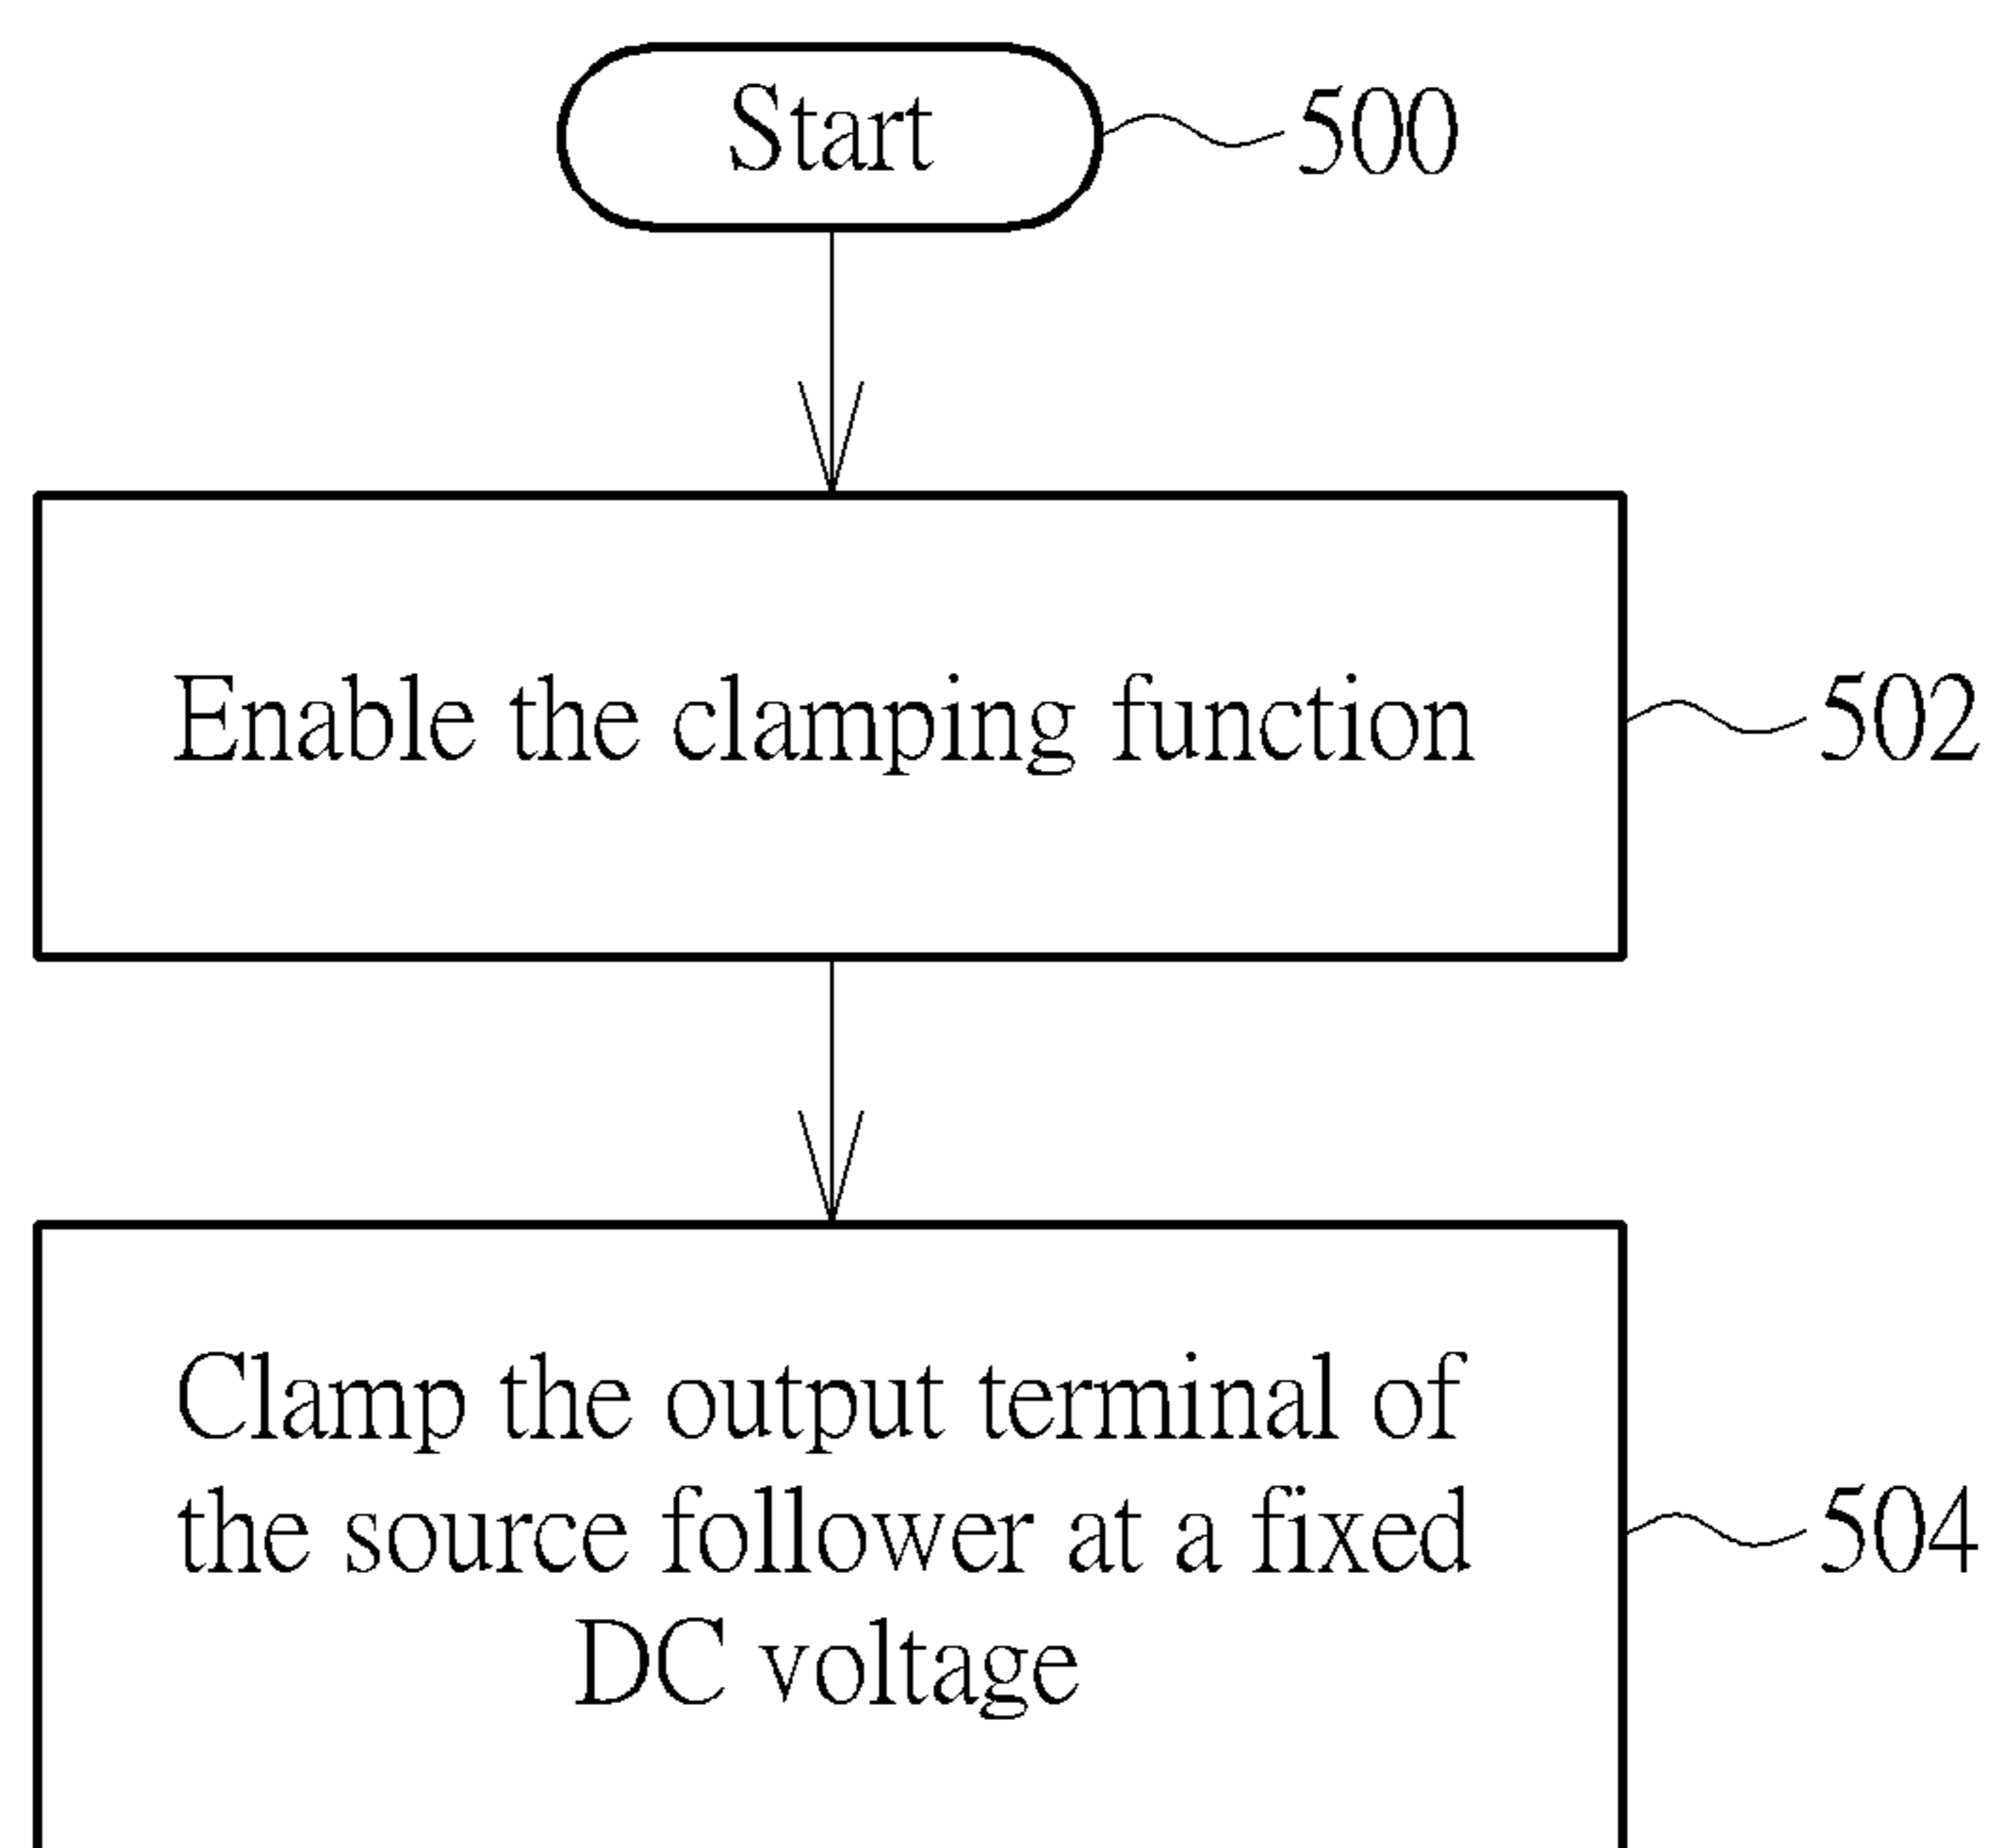 Start
500
Enable the clamping function
502
Clamp the output terminal of
the source follower at a fixed
DC voltage
504